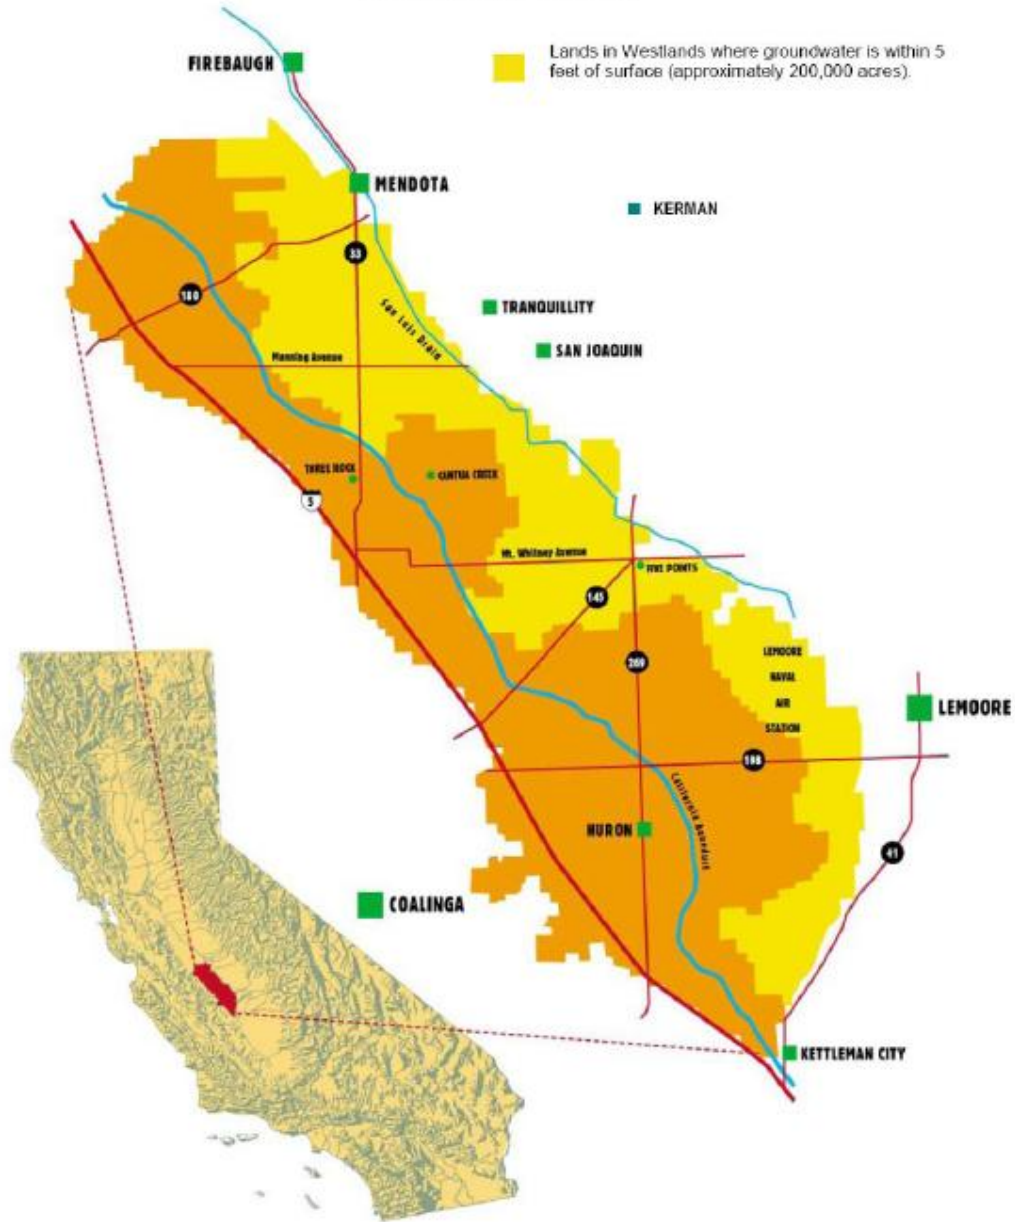 FIREBAUGH
Lands in Westlands where groundwater is within 5
feet of surface (approximately 200,000 acres).
MENDOTA
KERMAN
33
180
TRANQUILLITY
San Luis Drain
SAN JOAQUIN
Manning Avenue
THREE ROCK
CANTUA CREEK
5
Mt. Whitney Avenue
FIVE POINTS
145
LEMOORE
NAVAL
AIR
STATION
269
LEMOORE
198
California Aqueduct
HURON
41
COALINGA
KETTLEMAN CITY